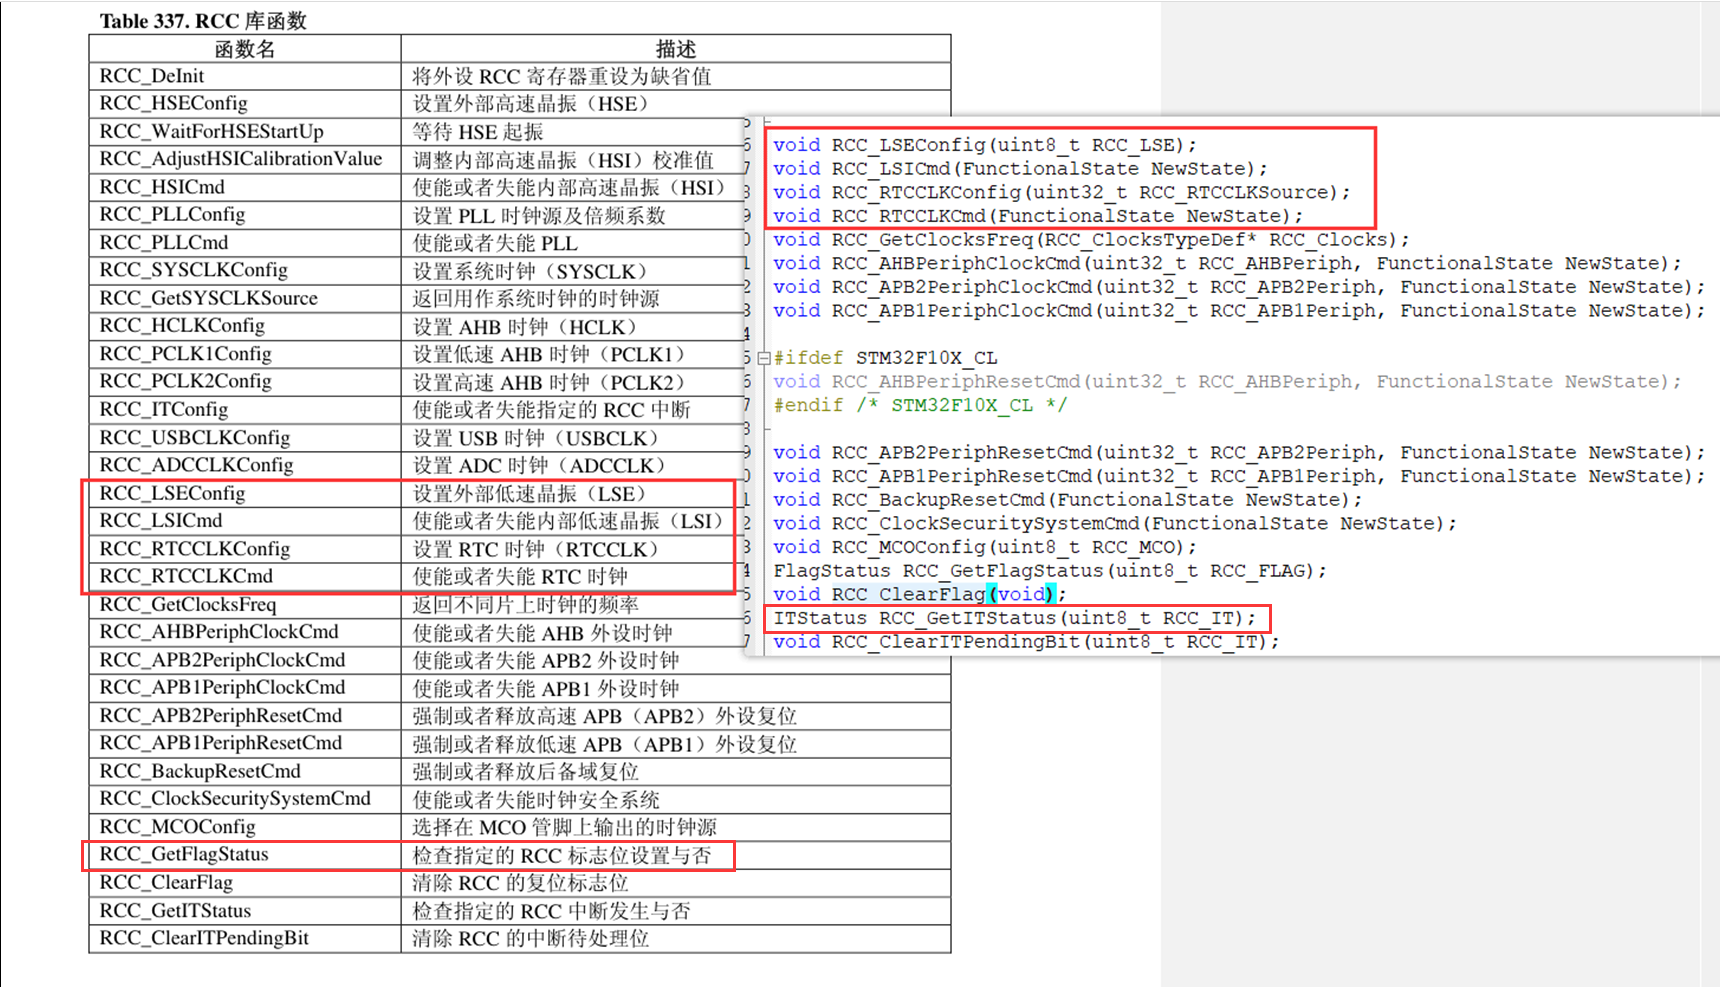 Table 337. RCC 库函数
函数名 描述
RCC_DeInit 将外设 RCC 寄存器重设为缺省值
RCC_HSEConfig 设置外部高速晶振（HSE）
RCC_WaitForHSEStartUp 等待 HSE 起振
RCC_AdjustHSICalibrationValue 调整内部高速晶振（HSI）校准值
RCC_HSICmd 使能或者失能内部高速晶振（HSI）
RCC_PLLConfig 设置 PLL 时钟源及倍频系数
RCC_PLLCmd 使能或者失能 PLL
RCC_SYSCLKConfig 设置系统时钟（SYSCLK）
RCC_GetSYSCLKSource 返回用作系统时钟的时钟源
RCC_HCLKConfig 设置 AHB 时钟（HCLK）
RCC_PCLK1Config 设置低速 AHB 时钟（PCLK1）
RCC_PCLK2Config 设置高速 AHB 时钟（PCLK2）
RCC_ITConfig 使能或者失能指定的 RCC 中断
RCC_USBCLKConfig 设置 USB 时钟（USBCLK）
RCC_ADCCLKConfig 设置 ADC 时钟（ADCCLK）
RCC_LSEConfig 设置外部低速晶振（LSE）
RCC_LSICmd 使能或者失能内部低速晶振（LSI）
RCC_RTCCLKConfig 设置 RTC 时钟（RTCCLK）
RCC_RTCCLKCmd 使能或者失能 RTC 时钟
RCC_GetClocksFreq 返回不同片上时钟的频率
RCC_AHBPeriphClockCmd 使能或者失能 AHB 外设时钟
RCC_APB2PeriphClockCmd 使能或者失能 APB2 外设时钟
RCC_APB1PeriphClockCmd 使能或者失能 APB1 外设时钟
RCC_APB2PeriphResetCmd 强制或者释放高速 APB（APB2）外设复位
RCC_APB1PeriphResetCmd 强制或者释放低速 APB（APB1）外设复位
RCC_BackupResetCmd 强制或者释放后备域复位
RCC_ClockSecuritySystemCmd 使能或者失能时钟安全系统
RCC_MCOConfig 选择在 MCO 管脚上输出的时钟源
RCC_GetFlagStatus 检查指定的 RCC 标志位设置与否
RCC_ClearFlag 清除 RCC 的复位标志位
RCC_GetITStatus 检查指定的 RCC 中断发生与否
RCC_ClearITPendingBit 清除 RCC 的中断待处理位
5
6 void RCC_LSEConfig(uint8_t RCC_LSE);
7 void RCC_LSICmd(FunctionalState NewState);
8 void RCC_RTCCLKConfig(uint32_t RCC_RTCCLKSource);
9 void RCC_RTCCLKCmd(FunctionalState NewState);
0 void RCC_GetClocksFreq(RCC_ClocksTypeDef* RCC_Clocks);
1 void RCC_AHBPeriphClockCmd(uint32_t RCC_AHBPeriph, FunctionalState NewState);
2 void RCC_APB2PeriphClockCmd(uint32_t RCC_APB2Periph, FunctionalState NewState);
3 void RCC_APB1PeriphClockCmd(uint32_t RCC_APB1Periph, FunctionalState NewState);
4
5 #ifdef STM32F10X_CL
6 void RCC_AHBPeriphResetCmd(uint32_t RCC_AHBPeriph, FunctionalState NewState);
7 #endif /* STM32F10X_CL */
8
9 void RCC_APB2PeriphResetCmd(uint32_t RCC_APB2Periph, FunctionalState NewState);
0 void RCC_APB1PeriphResetCmd(uint32_t RCC_APB1Periph, FunctionalState NewState);
1 void RCC_BackupResetCmd(FunctionalState NewState);
2 void RCC_ClockSecuritySystemCmd(FunctionalState NewState);
3 void RCC_MCOConfig(uint8_t RCC_MCO);
4 FlagStatus RCC_GetFlagStatus(uint8_t RCC_FLAG);
5 void RCC_ClearFlag(void);
6 ITStatus RCC_GetITStatus(uint8_t RCC_IT);
7 void RCC_ClearITPendingBit(uint8_t RCC_IT);